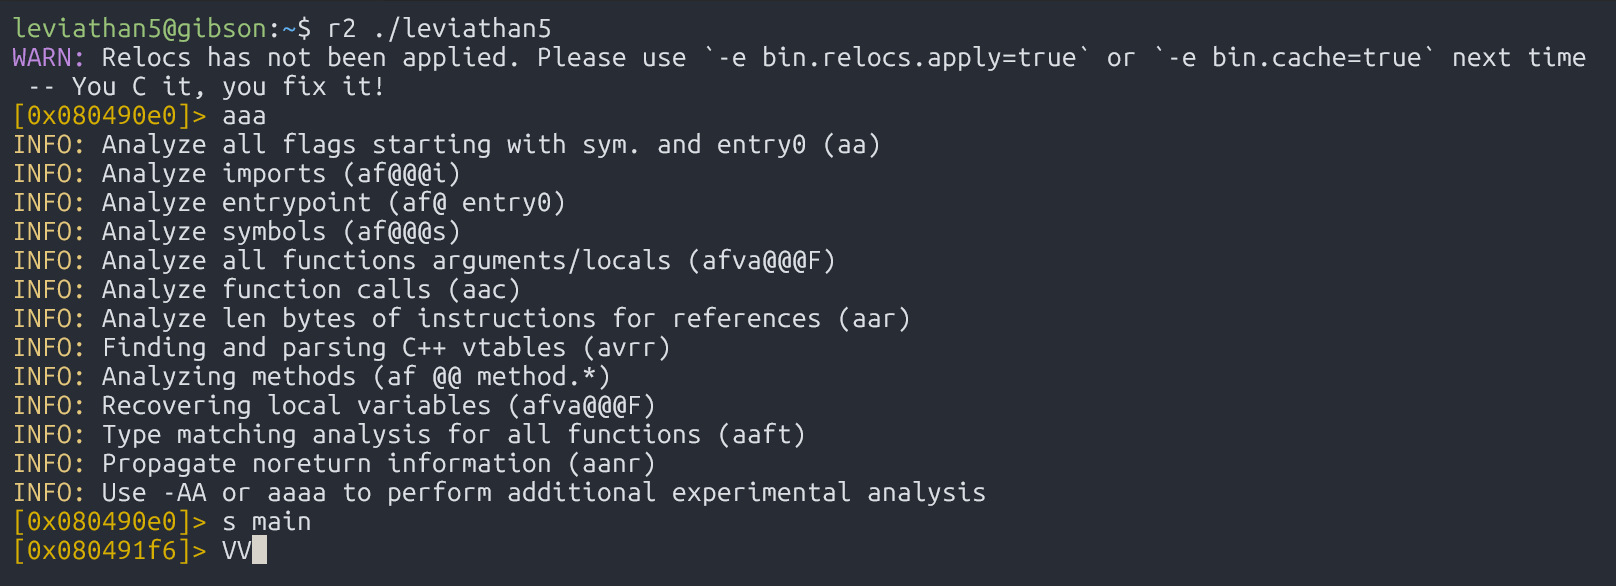 leviathan5@gibson:~$ r2 ./leviathan5
WARN: Relocs has not been applied. Please use `-e bin.relocs.apply=true` or `-e bin.cache=true` next time
 -- You C it, you fix it!
[0x080490e0]> aaa
INFO: Analyze all flags starting with sym. and entry0 (aa)
INFO: Analyze imports (af@@@i)
INFO: Analyze entrypoint (af@ entry0)
INFO: Analyze symbols (af@@@s)
INFO: Analyze all functions arguments/locals (afva@@@F)
INFO: Analyze function calls (aac)
INFO: Analyze len bytes of instructions for references (aar)
INFO: Finding and parsing C++ vtables (avrr)
INFO: Analyzing methods (af @@ method.*)
INFO: Recovering local variables (afva@@@F)
INFO: Type matching analysis for all functions (aaft)
INFO: Propagate noreturn information (aanr)
INFO: Use -AA or aaaa to perform additional experimental analysis
[0x080490e0]> s main
[0x080491f6]> VV